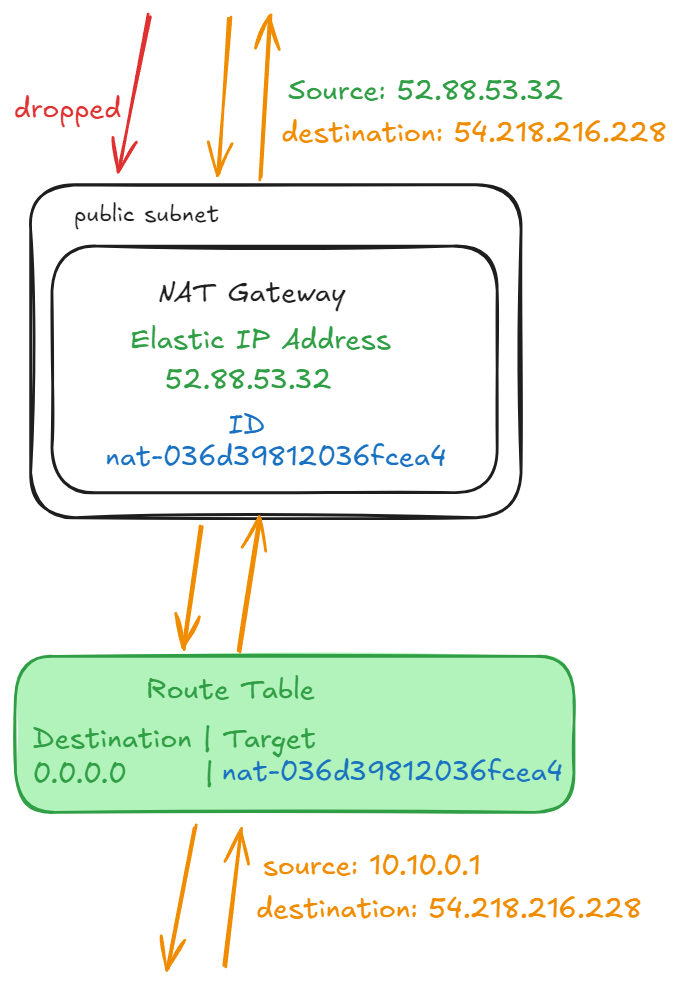 Source: 52.88.53.32
dropped
destination: 54.218.216.228
public subnet
NAT Gateway
Elastic IP Address
52.88.53.32
ID
nat-036d39812036fcea4
Route Table
Destination | Target
0.0.0.0 | nat-036d39812036fcea4
source: 10.10.0.1
destination: 54.218.216.228